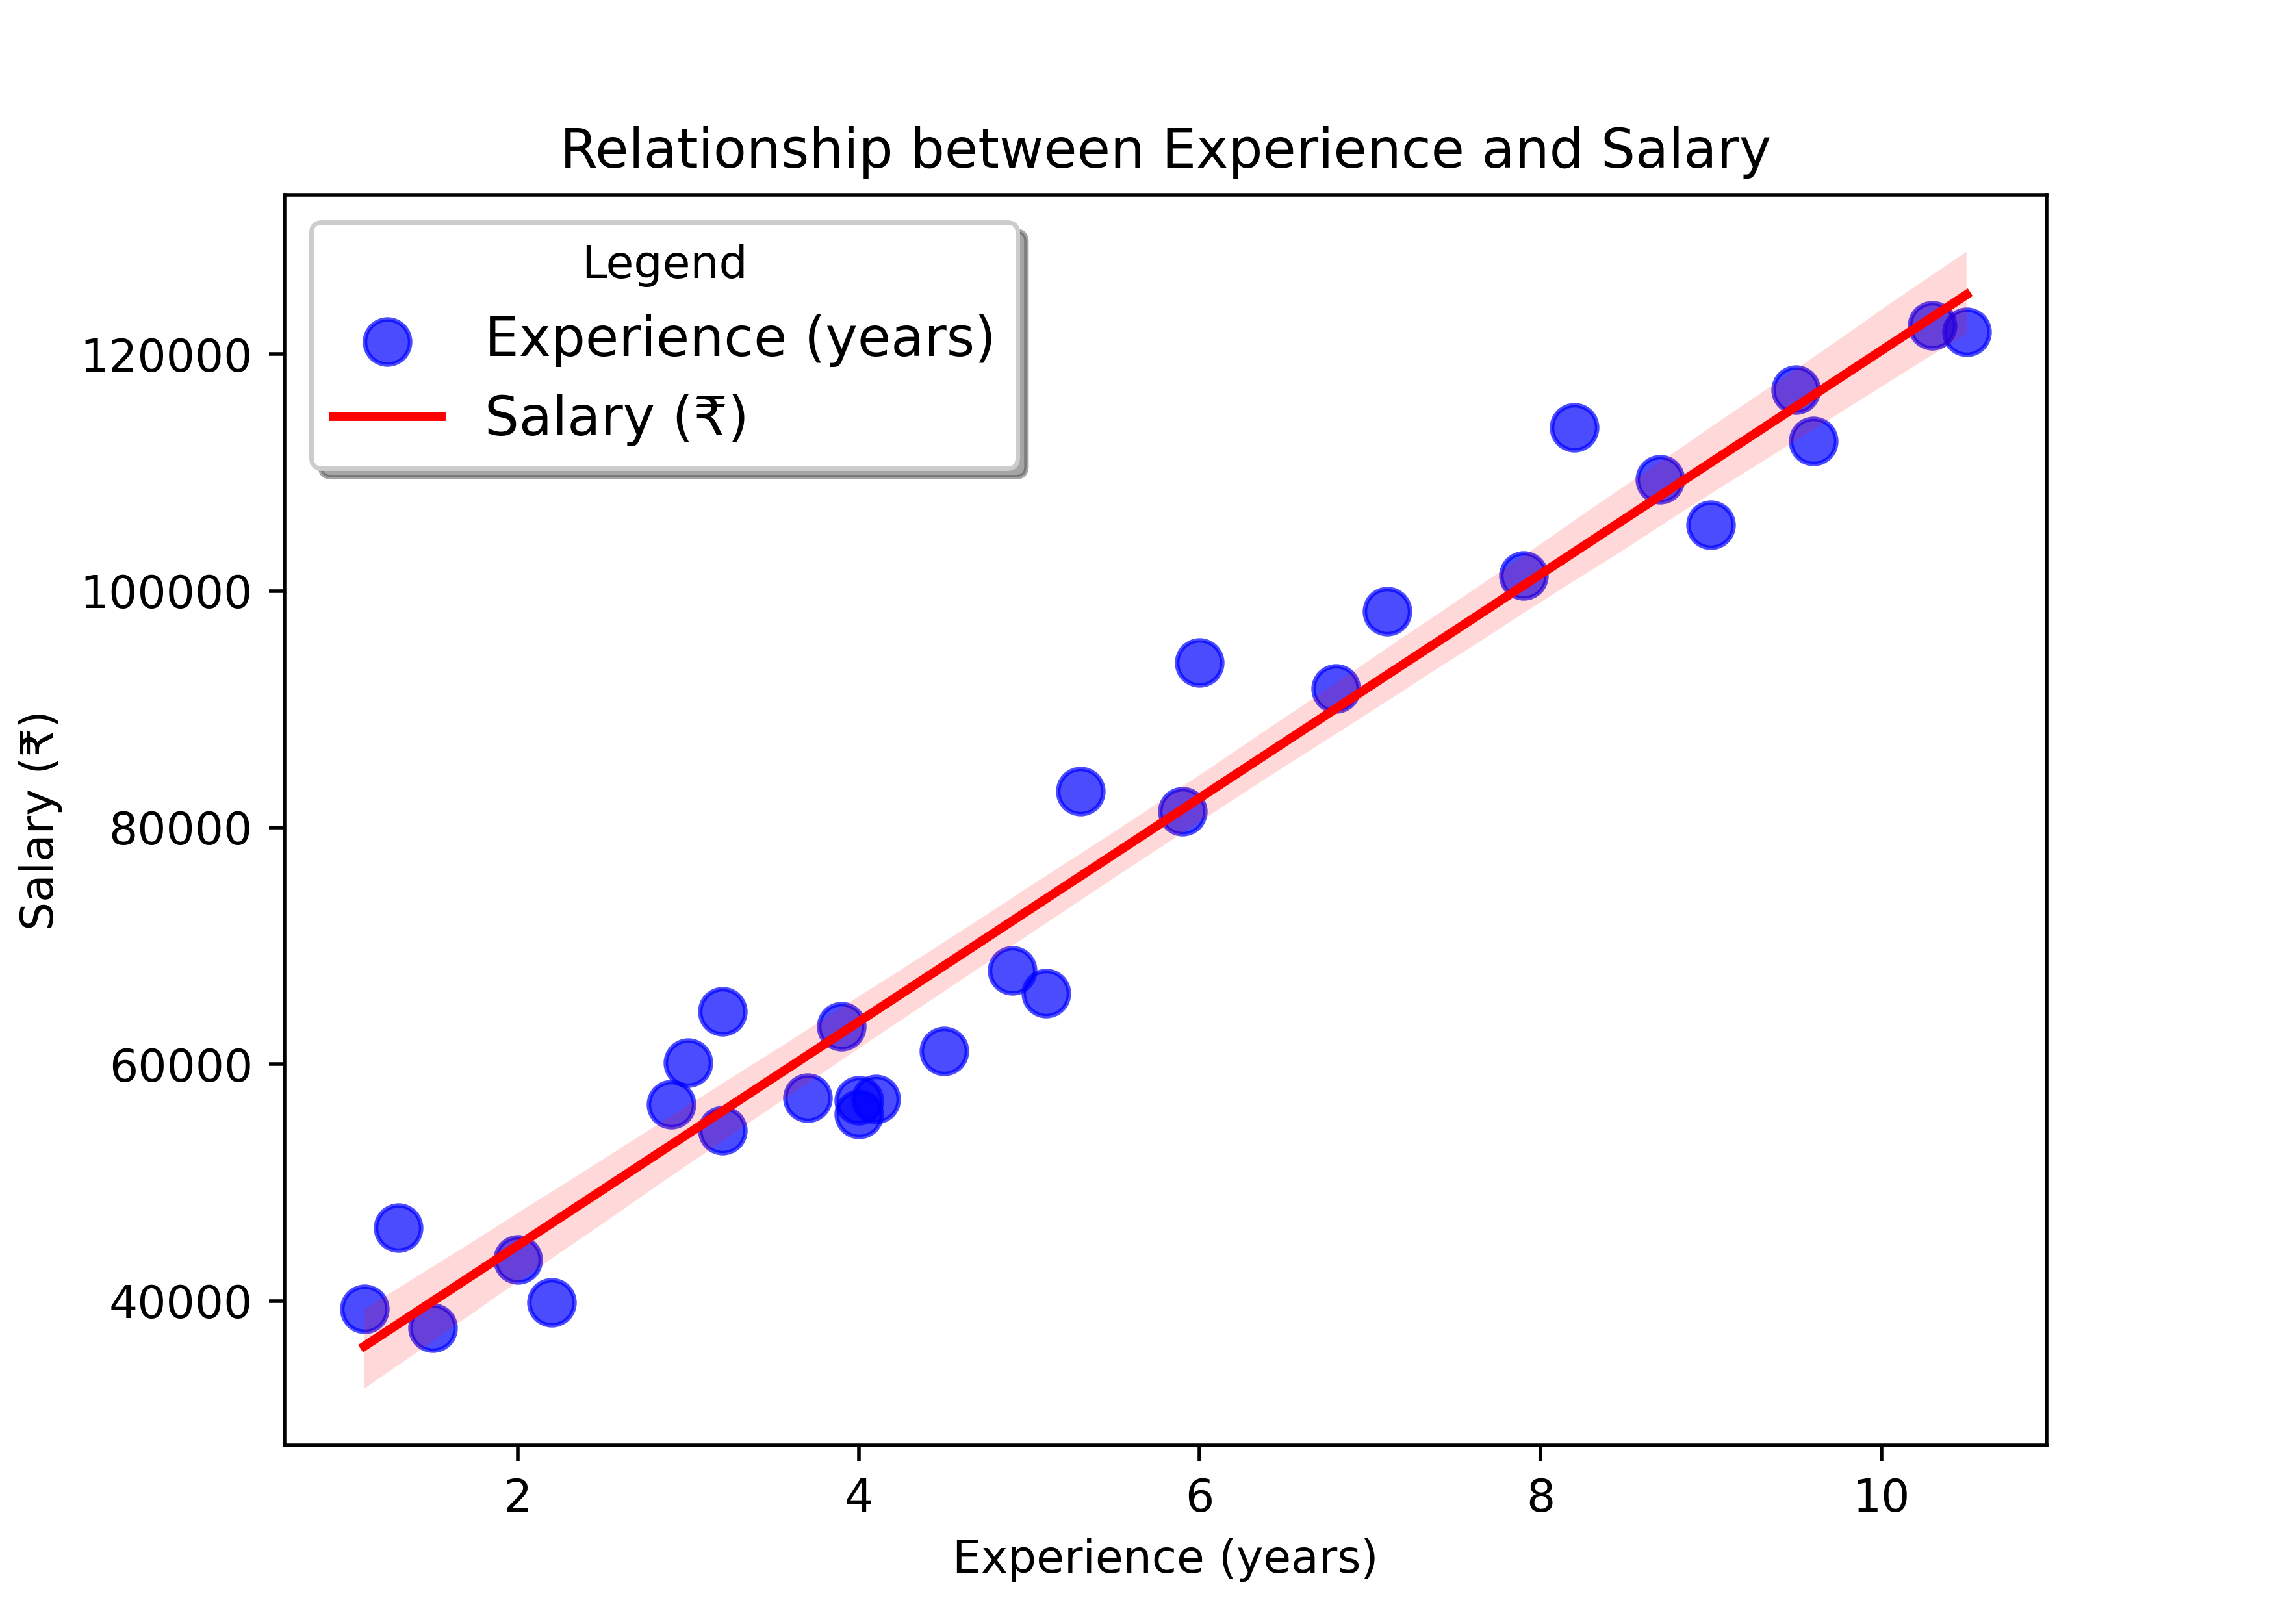 Relationship between Experience and Salary
Legend
Experience (years)
Salary (₹)
120000
100000
80000
60000
40000
Salary (₹)
2 4 6 8 10
Experience (years)